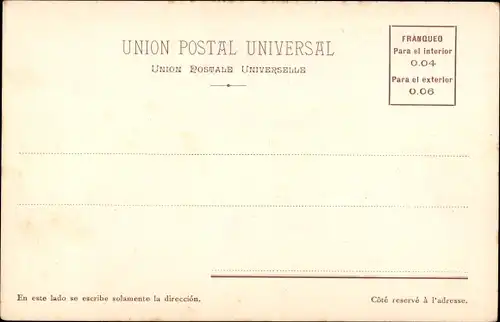 UNION POSTAL UNIVERSAL
UNION POSTALE UNIVERSELLE
FRANQUEO
Para el interior
0.04
Para el exterior
0.06
En este lado se escribe solamente la dirección.
Côté reservé à l'adresse.